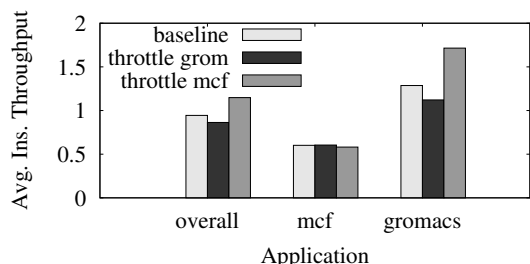 Avg. Ins. Throughput
2
1.5
1
0.5
0
baseline
throttle grom
throttle mcf
overall
mcf
gromacs
Application